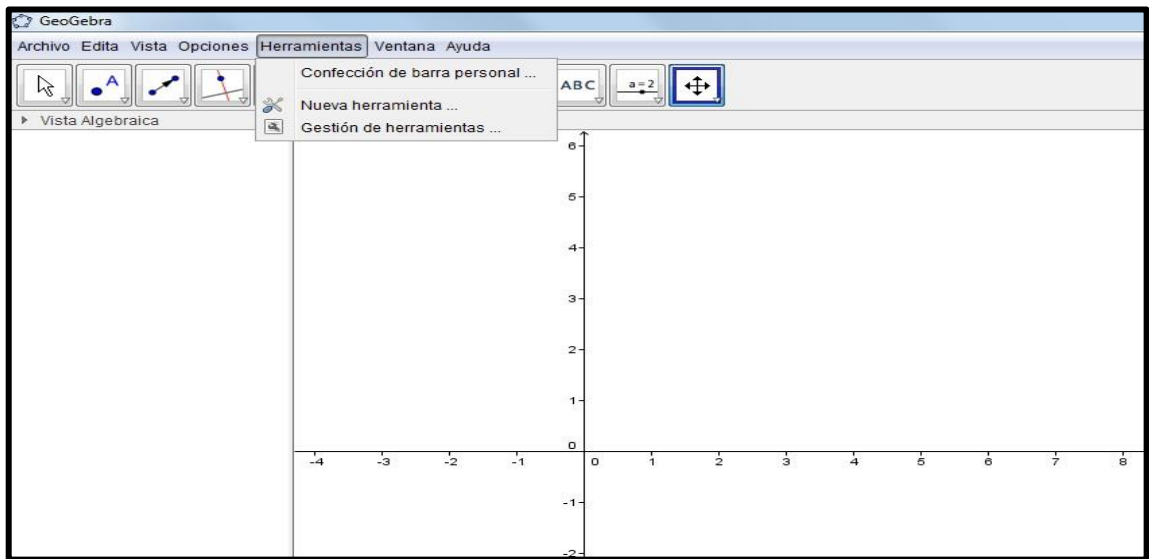 GeoGebra
Archivo Edita Vista Opciones Herramientas Ventana Ayuda
Confección de barra personal ...
A
ABC
a = 2
Nueva herramienta ...
Vista Algebraica
Gestión de herramientas ...
6
5
4
3
2
1
0
-4 -3 -2 -1 0 1 2 3 4 5 6 7 8
-1
-2